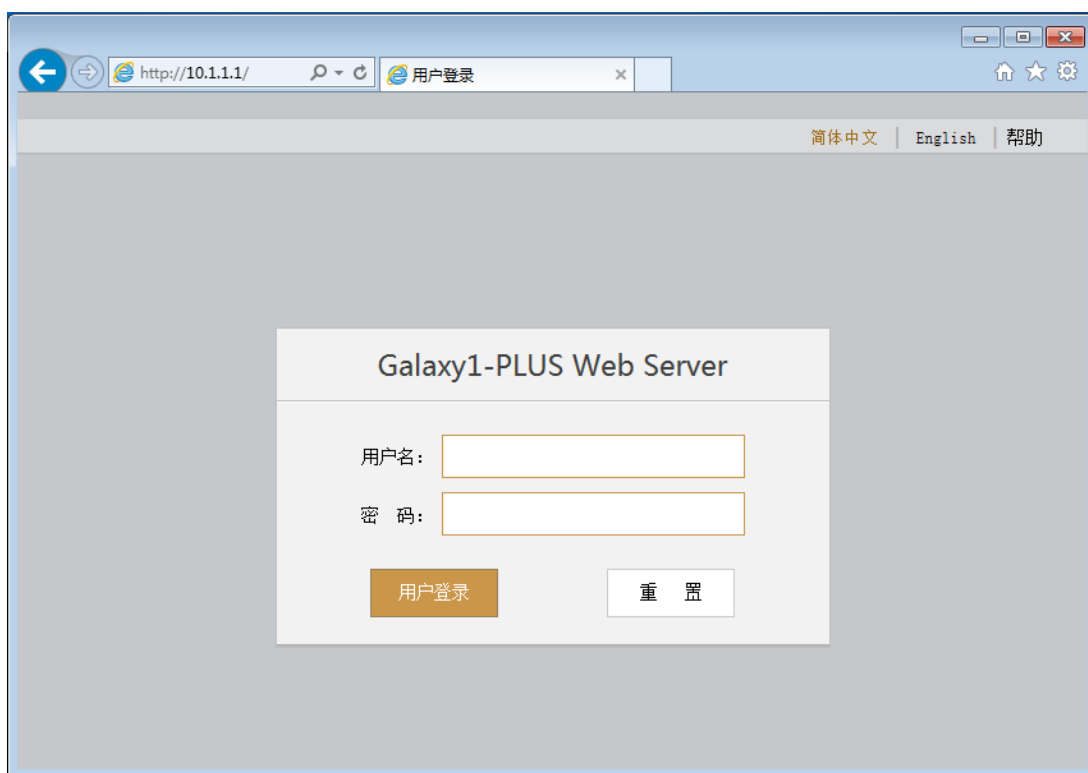 http://10.1.1.1/ 用户登录
简体中文 | English | 帮助
Galaxy1-PLUS Web Server
用户名：
密 码：
用户登录 重 置